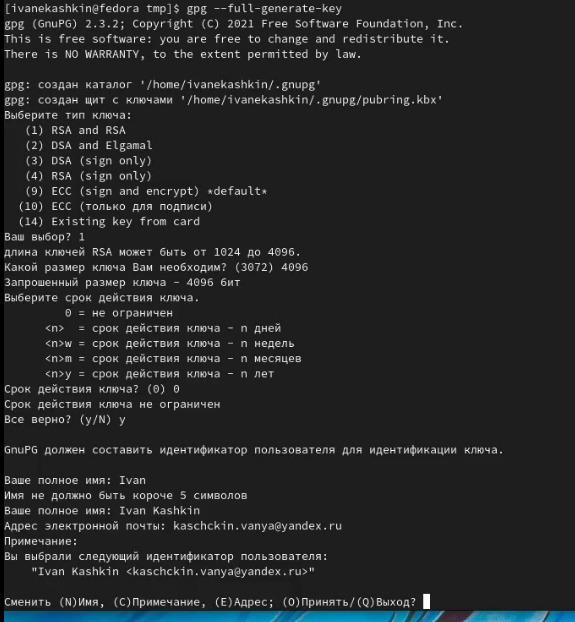 [ivanekashkin@fedora tmp]$ gpg --full-generate-key
gpg (GnuPG) 2.3.2; Copyright (C) 2021 Free Software Foundation, Inc.
This is free software: you are free to change and redistribute it.
There is NO WARRANTY, to the extent permitted by law.

gpg: создан каталог '/home/ivanekashkin/.gnupg'
gpg: создан щит с ключами '/home/ivanekashkin/.gnupg/pubring.kbx'
Выберите тип ключа:
   (1) RSA and RSA
   (2) DSA and Elgamal
   (3) DSA (sign only)
   (4) RSA (sign only)
   (9) ECC (sign and encrypt) *default*
  (10) ECC (только для подписи)
  (14) Existing key from card
Ваш выбор? 1
длина ключей RSA может быть от 1024 до 4096.
Какой размер ключа Вам необходим? (3072) 4096
Запрошенный размер ключа - 4096 бит
Выберите срок действия ключа.
         0 = не ограничен
      <n>  = срок действия ключа - n дней
      <n>w = срок действия ключа - n недель
      <n>m = срок действия ключа - n месяцев
      <n>y = срок действия ключа - n лет
Срок действия ключа? (0) 0
Срок действия ключа не ограничен
Все верно? (y/N) y

GnuPG должен составить идентификатор пользователя для идентификации ключа.

Ваше полное имя: Ivan
Имя не должно быть короче 5 символов
Ваше полное имя: Ivan Kashkin
Адрес электронной почты: kaschckin.vanya@yandex.ru
Примечание:
Вы выбрали следующий идентификатор пользователя:
    "Ivan Kashkin <kaschckin.vanya@yandex.ru>"

Сменить (N)Имя, (C)Примечание, (E)Адрес; (O)Принять/(Q)Выход?